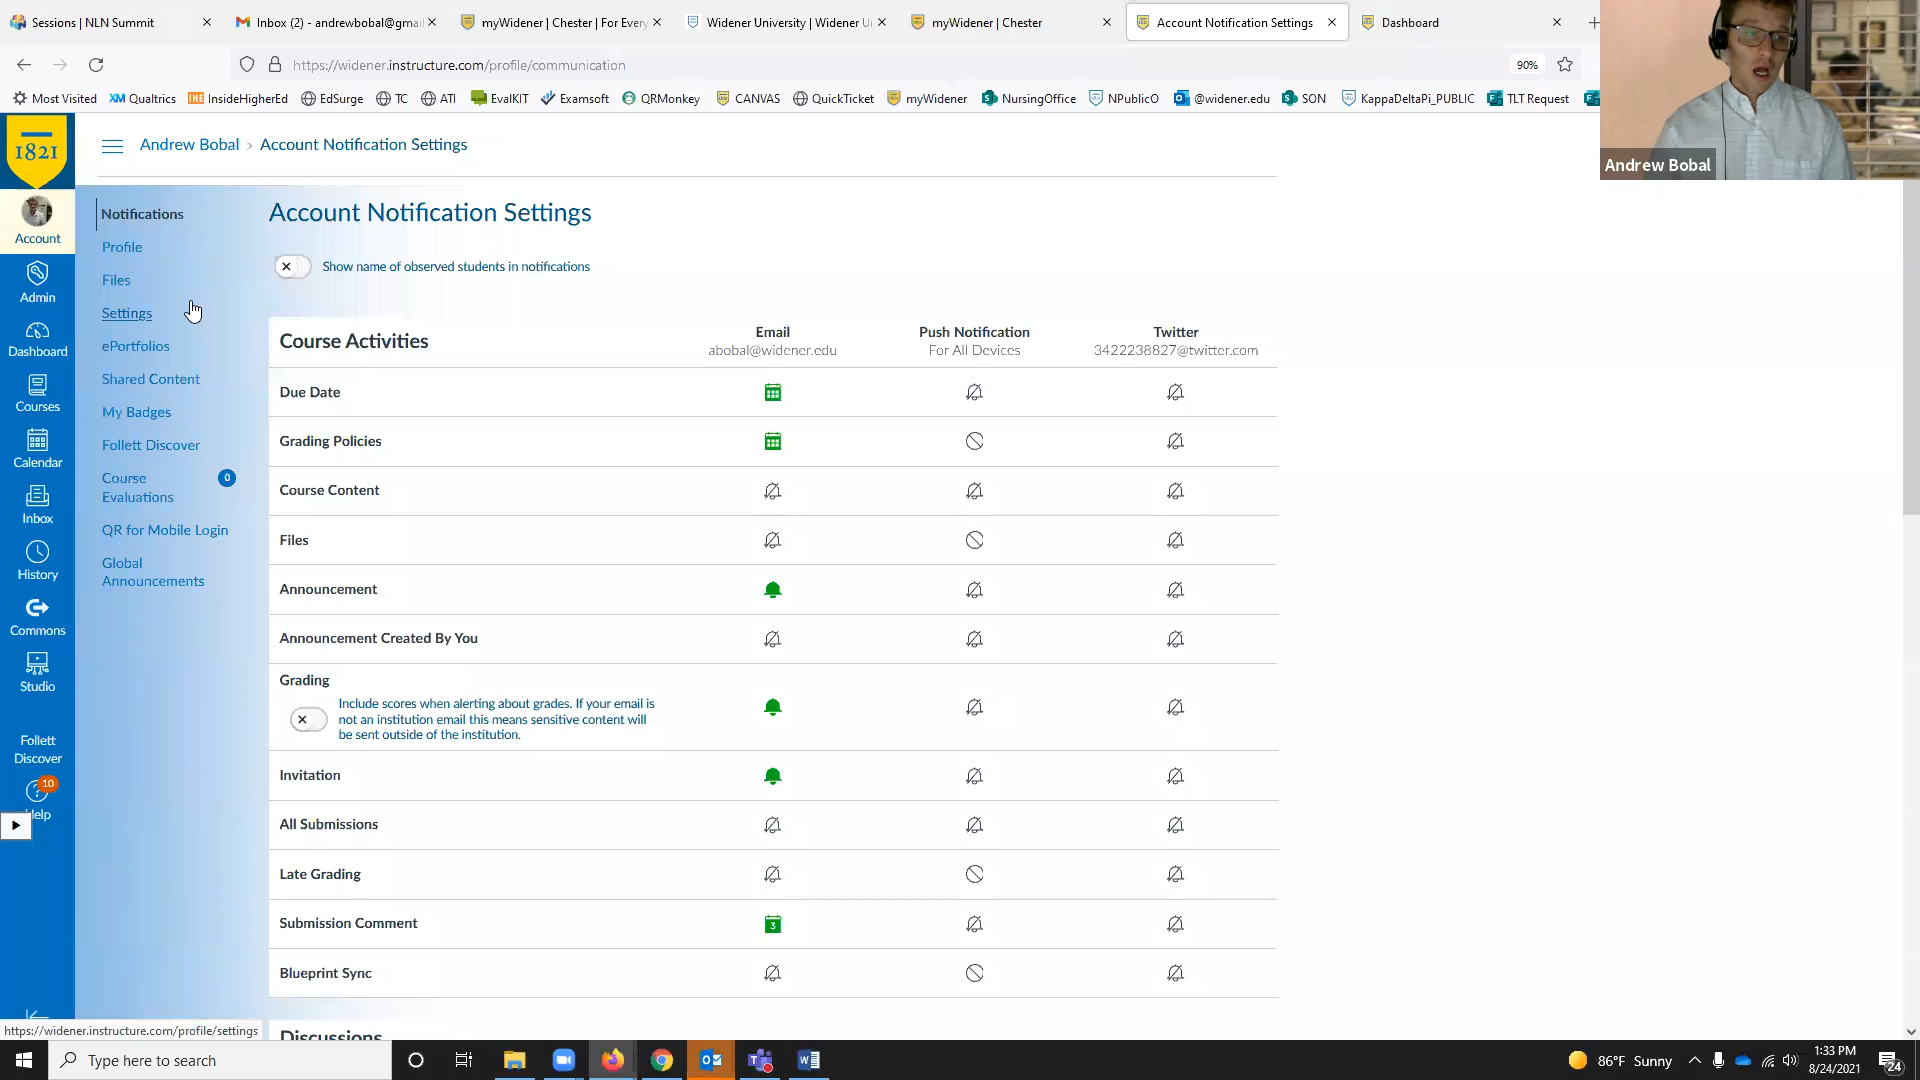 Sessions | NLN Summit
Inbox (2) - andrewbobal@gmai
myWidener | Chester | For Every
Widener University | Widener U
myWidener | Chester
Account Notification Settings
Dashboard
https://widener.instructure.com/profile/communication
90%
Most Visited
XM Qualtrics
IHE InsideHigherEd
EdSurge
TC
ATI
EvalKIT
Examsoft
QRMonkey
CANVAS
QuickTicket
myWidener
NursingOffice
NPublicO
@widener.edu
SON
KappaDeltaPi_PUBLIC
TLT Request
Andrew Bobal
1821
Andrew Bobal › Account Notification Settings
Account
Admin
Dashboard
Courses
Calendar
Inbox
History
Commons
Studio
Follett
Discover
10
Help
Notifications
Profile
Files
Settings
ePortfolios
Shared Content
My Badges
Follett Discover
Course
Evaluations
0
QR for Mobile Login
Global
Announcements
Account Notification Settings
Show name of observed students in notifications
Course Activities
Email
abobal@widener.edu
Push Notification
For All Devices
Twitter
3422238827@twitter.com
Due Date
Grading Policies
Course Content
Files
Announcement
Announcement Created By You
Grading
Include scores when alerting about grades. If your email is
not an institution email this means sensitive content will
be sent outside of the institution.
Invitation
All Submissions
Late Grading
Submission Comment
3
Blueprint Sync
Discussions
https://widener.instructure.com/profile/settings
Type here to search
86°F Sunny
1:33 PM
8/24/2021
24